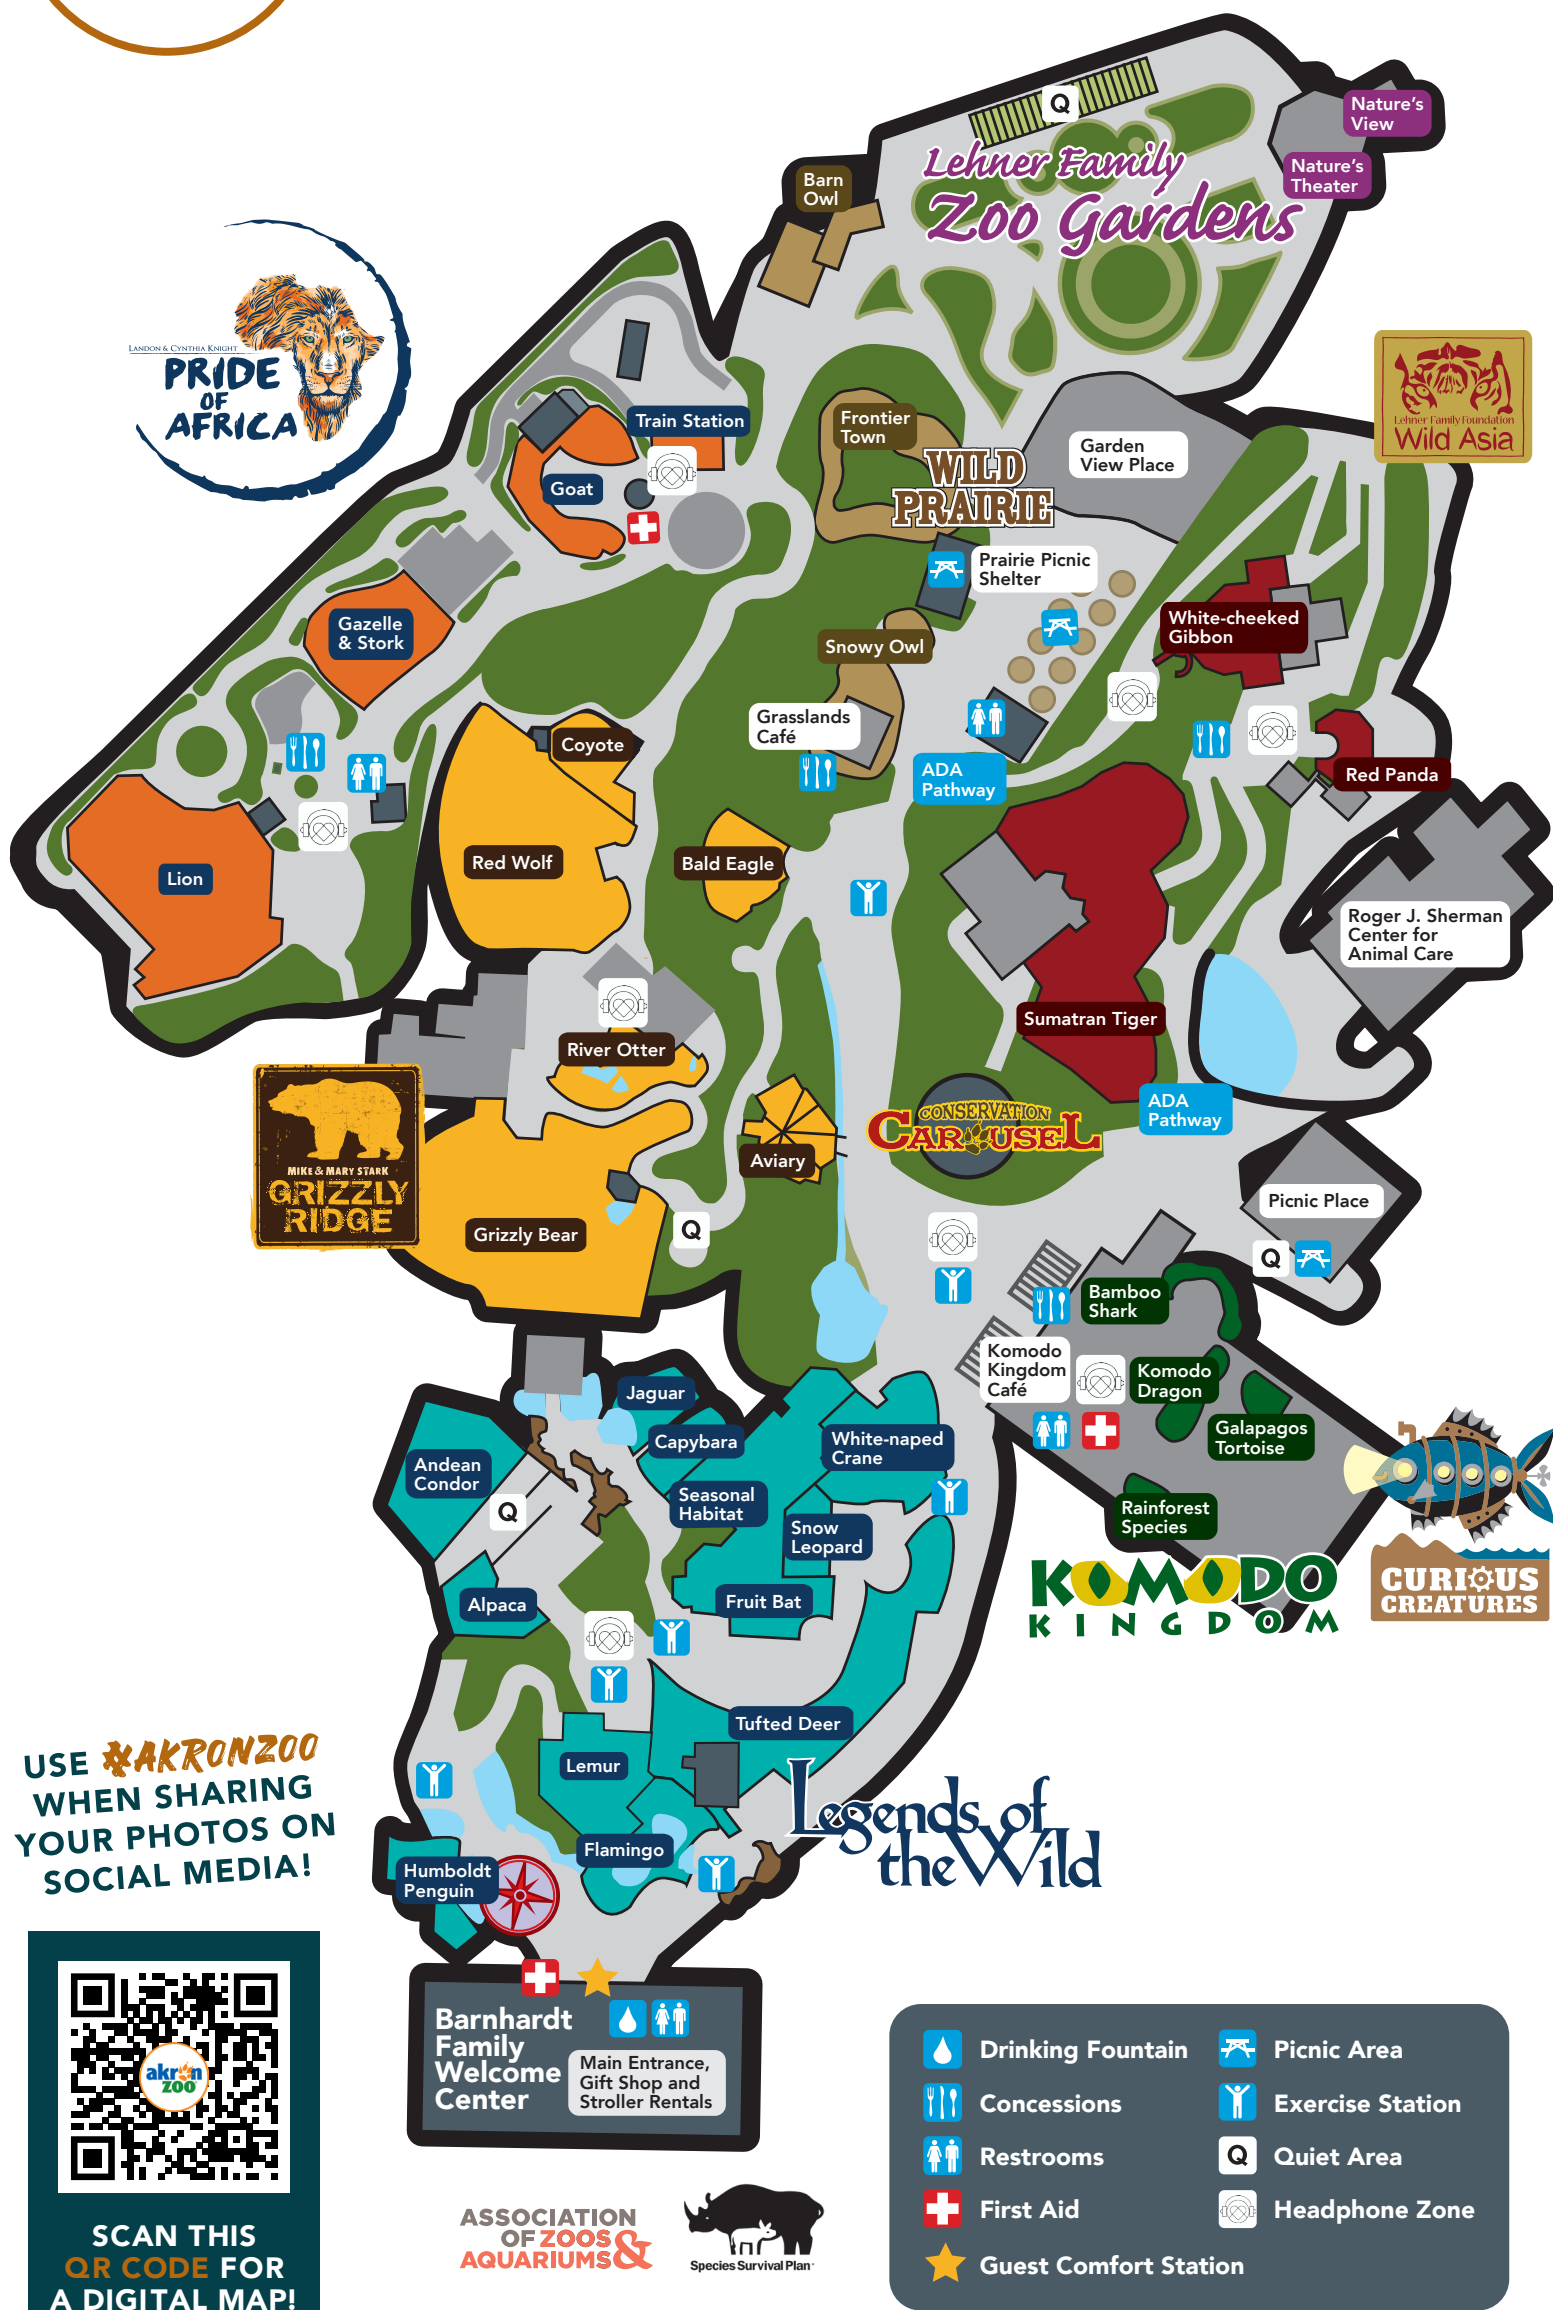 Q
Nature's
View
Nature's
Theater
Lehner Family
Zoo Gardens
Barn
Owl
LANDON & CYNTHIA KNIGHT
PRIDE
OF
AFRICA
Lehner Family Foundation
Wild Asia
Train Station
Frontier
Town
Garden
View Place
WILD
PRAIRIE
Goat
Prairie Picnic
Shelter
Gazelle
& Stork
White-cheeked
Gibbon
Snowy Owl
Grasslands
Café
Coyote
ADA
Pathway
Red Panda
Red Wolf
Bald Eagle
Lion
Roger J. Sherman
Center for
Animal Care
Sumatran Tiger
River Otter
ADA
Pathway
CONSERVATION
CAROUSEL
MIKE & MARY STARK
GRIZZLY
RIDGE
Aviary
Picnic Place
Grizzly Bear
Q
Q
Bamboo
Shark
Komodo
Kingdom
Café
Komodo
Dragon
Jaguar
Capybara
White-naped
Crane
Galapagos
Tortoise
Andean
Condor
Seasonal
Habitat
Q
Snow
Leopard
Rainforest
Species
Alpaca
Fruit Bat
KOMODO
KINGDOM
CURIOUS
CREATURES
Tufted Deer
Lemur
USE #AKRONZOO
WHEN SHARING
YOUR PHOTOS ON
SOCIAL MEDIA!
Legends of
the Wild
Flamingo
Humboldt
Penguin
Barnhardt
Family
Welcome
Center
Main Entrance,
Gift Shop and
Stroller Rentals
akron
zoo
SCAN THIS
QR CODE FOR
A DIGITAL MAP!
ASSOCIATION
OF ZOOS
AQUARIUMS &
Species Survival Plan
Drinking Fountain
Picnic Area
Concessions
Exercise Station
Restrooms
Q
Quiet Area
First Aid
Headphone Zone
Guest Comfort Station